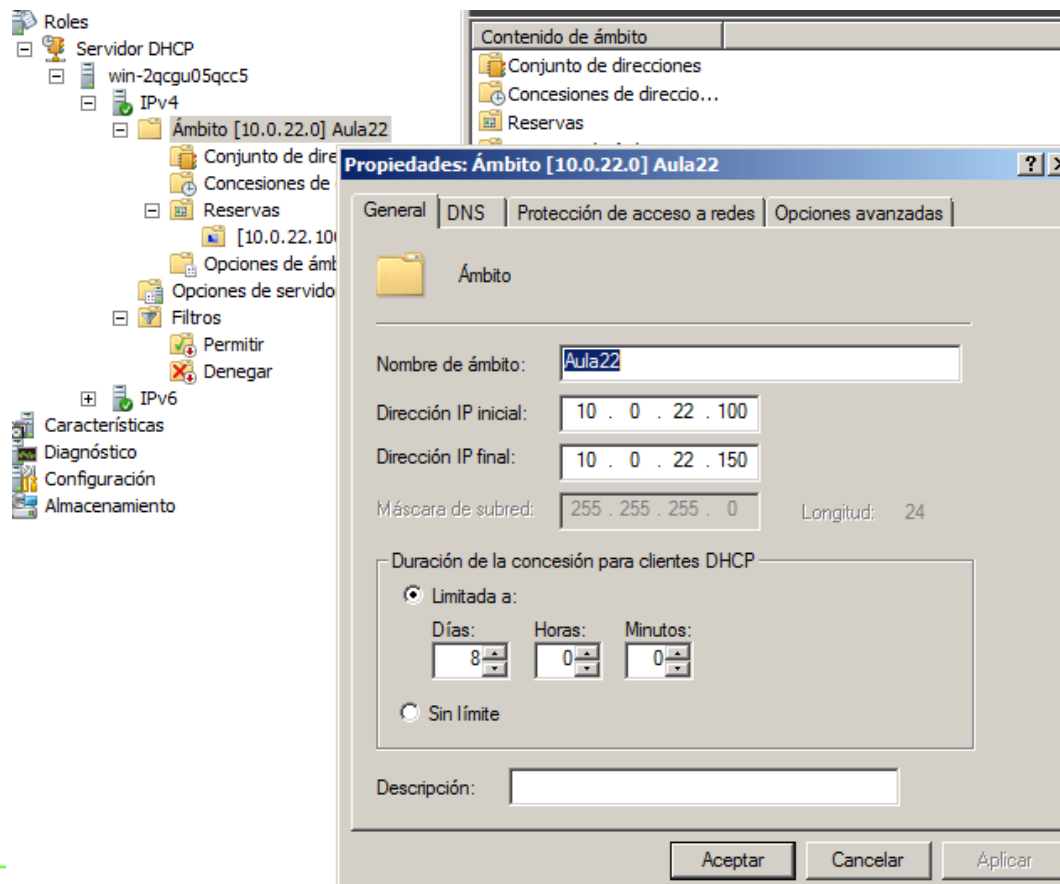 Roles
Servidor DHCP
win-2qcgu05qcc5
IPv4
Ámbito [10.0.22.0] Aula22
Conjunto de dire
Concesiones de
Reservas
[10.0.22.10
Opciones de ámb
Opciones de servido
Filtros
Permitir
Denegar
IPv6
Características
Diagnóstico
Configuración
Almacenamiento
Contenido de ámbito
Conjunto de direcciones
Concesiones de direccio...
Reservas
Propiedades: Ámbito [10.0.22.0] Aula22
General DNS Protección de acceso a redes Opciones avanzadas
Ámbito
Nombre de ámbito: Aula22
Dirección IP inicial: 10 . 0 . 22 . 100
Dirección IP final: 10 . 0 . 22 . 150
Máscara de subred: 255 . 255 . 255 . 0 Longitud: 24
Duración de la concesión para clientes DHCP
Limitada a:
Días: Horas: Minutos:
8 0 0
Sin límite
Descripción:
Aceptar Cancelar Aplicar